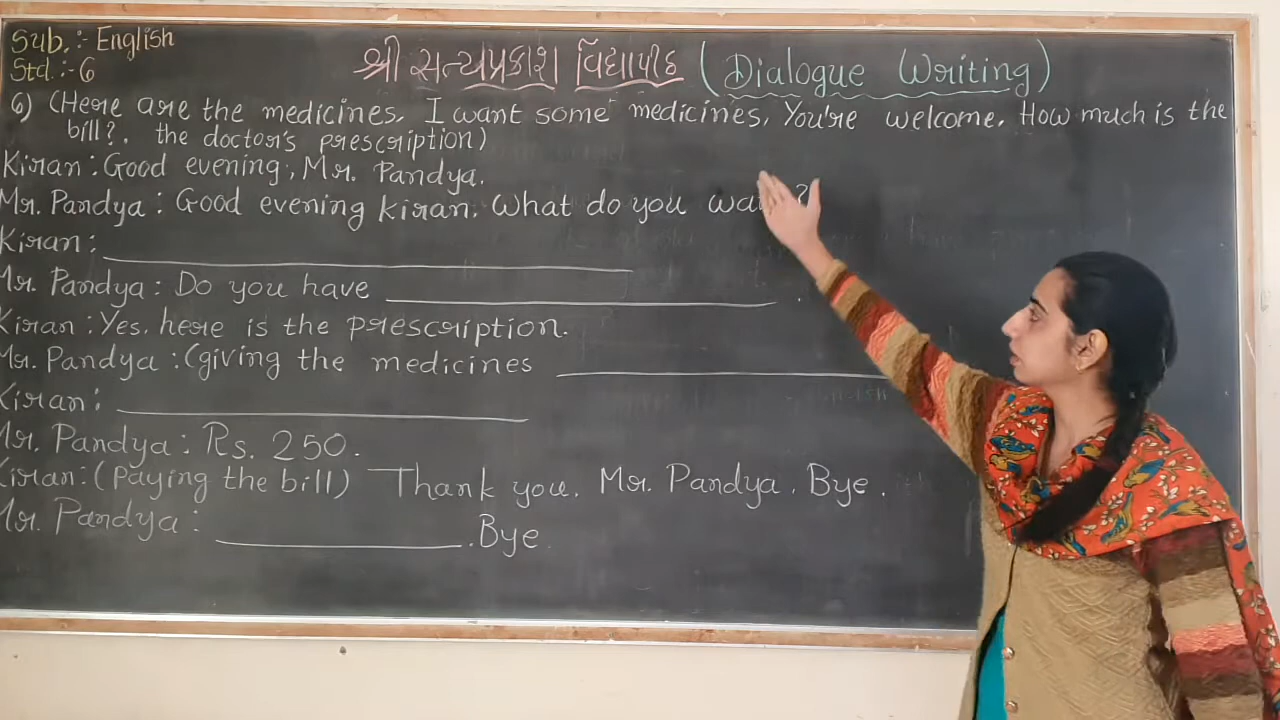 Sub. :- English
Std. :- 6
શ્રી સત્યપ્રકાશ વિદ્યાપીઠ (Dialogue Writing)
6) (Here are the medicines. I want some medicines, You're welcome. How much is the
bill?. the doctor's prescription)
Kiran : Good evening, Mr. Pandya.
Mr. Pandya : Good evening kiran. What do you wa ?
Kiran : ____________
Mr. Pandya : Do you have ____________ .
Kiran : Yes, here is the prescription.
Mr. Pandya : (giving the medicines ____________
Kiran : ____________
Mr. Pandya : Rs. 250.
Kiran : (Paying the bill) Thank you, Mr. Pandya, Bye.
Mr. Pandya : ____________. Bye